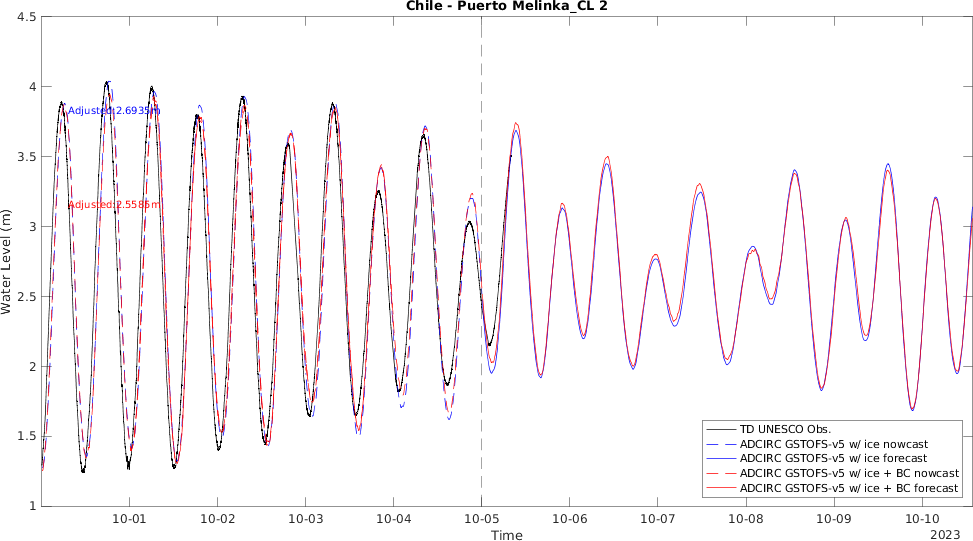 Chile - Puerto Melinka_CL 2
4.5
4
3.5
3
2.5
2
1.5
1
Water Level (m)
Adjusted:2.6935m
Adjusted:2.5585m
TD UNESCO Obs.
ADCIRC GSTOFS-v5 w/ ice nowcast
ADCIRC GSTOFS-v5 w/ ice forecast
ADCIRC GSTOFS-v5 w/ ice + BC nowcast
ADCIRC GSTOFS-v5 w/ ice + BC forecast
10-01 10-02 10-03 10-04 10-05 10-06 10-07 10-08 10-09 10-10
2023
Time